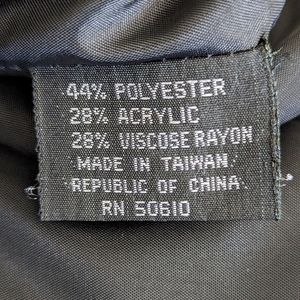 44% POLYESTER
28% ACRYLIC
28% VISCOSE RAYON
MADE IN TAIWAN
REPUBLIC OF CHINA
RN 50610